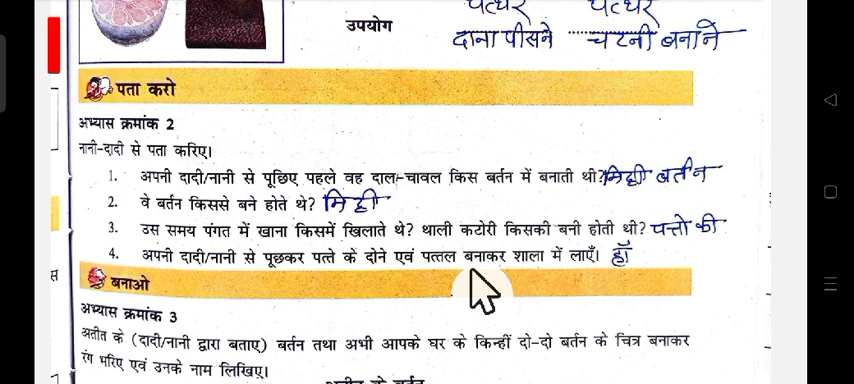 पत्थर पत्थर
उपयोग दाना पीसने चटनी बनाने
पता करो
अभ्यास क्रमांक 2
नानी-दादी से पता करिए।
1. अपनी दादी/नानी से पूछिए पहले वह दाल-चावल किस बर्तन में बनाती थी? मिट्टी बर्तन
2. वे बर्तन किससे बने होते थे? मिट्टी
3. उस समय पंगत में खाना किसमें खिलाते थे? थाली कटोरी किसकी बनी होती थी? पत्तो की
4. अपनी दादी/नानी से पूछकर पत्ते के दोने एवं पत्तल बनाकर शाला में लाएँ। हाँ
बनाओ
अभ्यास क्रमांक 3
अतीत के (दादी/नानी द्वारा बताए) बर्तन तथा अभी आपके घर के किन्हीं दो-दो बर्तन के चित्र बनाकर
रंग भरिए एवं उनके नाम लिखिए।
अतीत के बर्तन